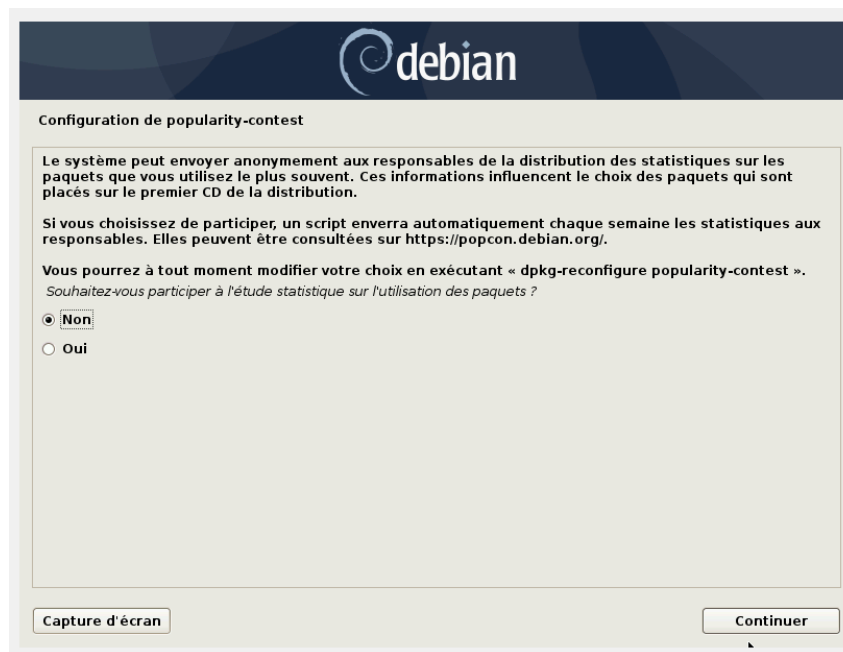 debian
Configuration de popularity-contest
Le système peut envoyer anonymement aux responsables de la distribution des statistiques sur les
paquets que vous utilisez le plus souvent. Ces informations influencent le choix des paquets qui sont
placés sur le premier CD de la distribution.
Si vous choisissez de participer, un script enverra automatiquement chaque semaine les statistiques aux
responsables. Elles peuvent être consultées sur https://popcon.debian.org/.
Vous pourrez à tout moment modifier votre choix en exécutant « dpkg-reconfigure popularity-contest ».
Souhaitez-vous participer à l'étude statistique sur l'utilisation des paquets ?
Non
Oui
Capture d'écran
Continuer